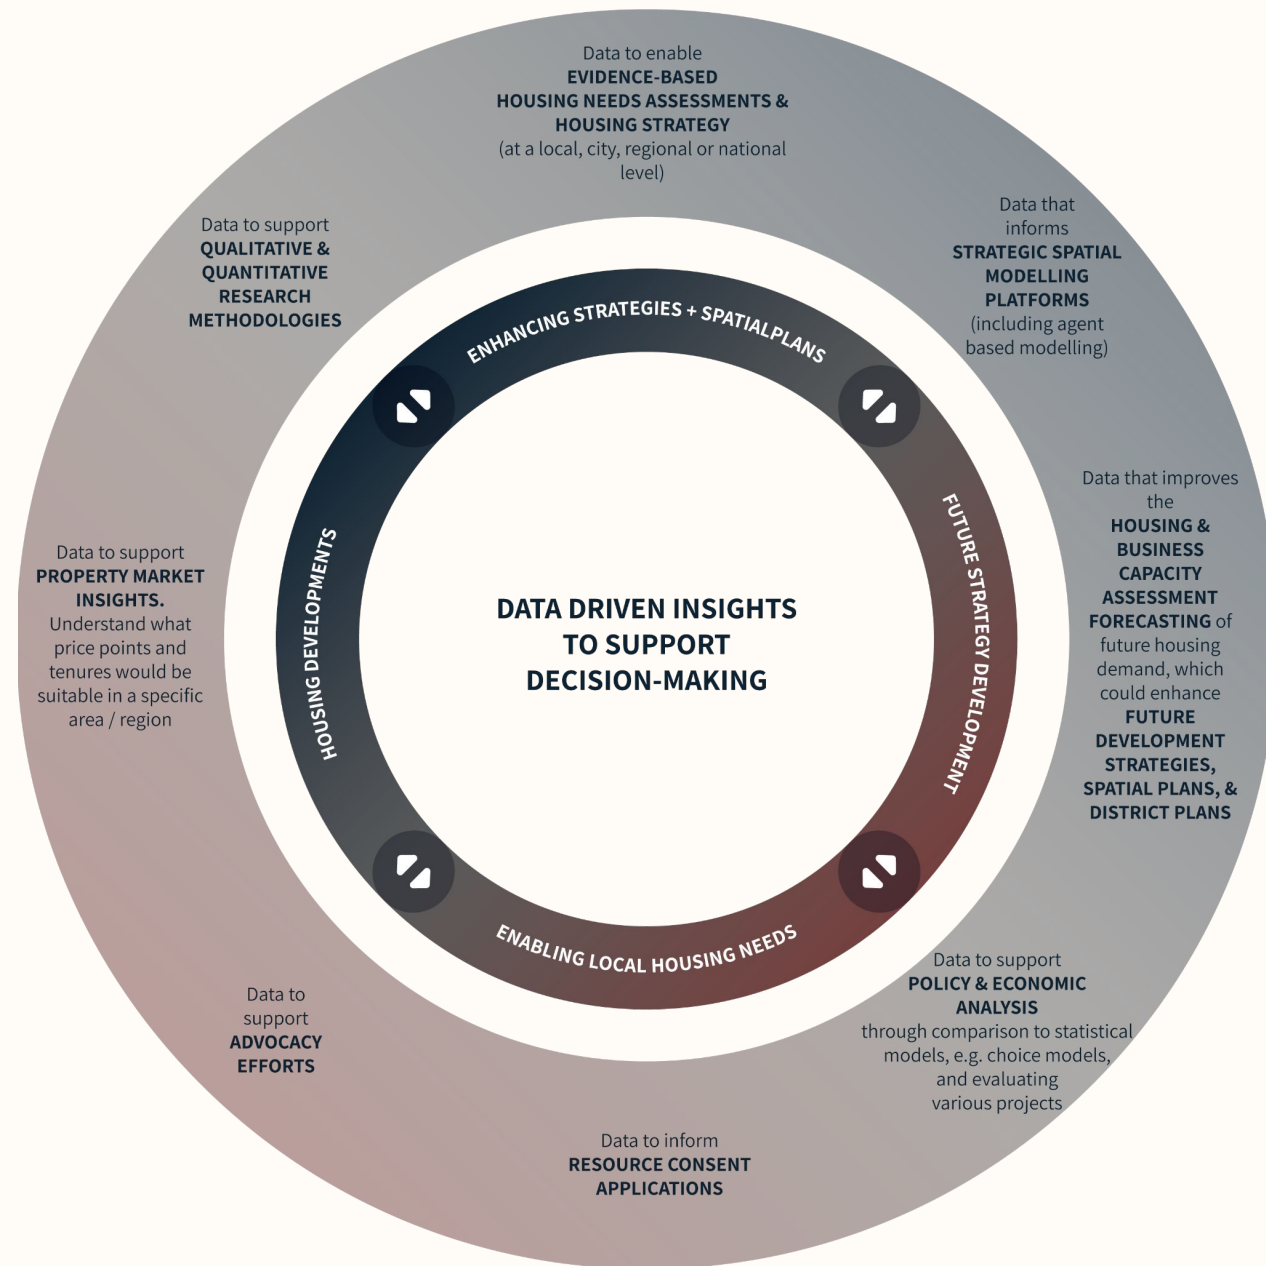 Data to enable
EVIDENCE-BASED
HOUSING NEEDS ASSESSMENTS &
HOUSING STRATEGY
(at a local, city, regional or national
level)
Data that
informs
STRATEGIC SPATIAL
MODELLING
PLATFORMS
(including agent
based modelling)
Data that improves
the
HOUSING &
BUSINESS
CAPACITY
ASSESSMENT
FORECASTING of
future housing
demand, which
could enhance
FUTURE
DEVELOPMENT
STRATEGIES,
SPATIAL PLANS, &
DISTRICT PLANS
Data to support
POLICY & ECONOMIC
ANALYSIS
through comparison to statistical
models, e.g. choice models,
and evaluating
various projects
Data to inform
RESOURCE CONSENT
APPLICATIONS
Data to
support
ADVOCACY
EFFORTS
Data to support
PROPERTY MARKET
INSIGHTS.
Understand what
price points and
tenures would be
suitable in a specific
area / region
Data to support
QUALITATIVE &
QUANTITATIVE
RESEARCH
METHODOLOGIES
ENHANCING STRATEGIES + SPATIALPLANS
FUTURE STRATEGY DEVELOPMENT
ENABLING LOCAL HOUSING NEEDS
HOUSING DEVELOPMENTS
DATA DRIVEN INSIGHTS
TO SUPPORT
DECISION-MAKING